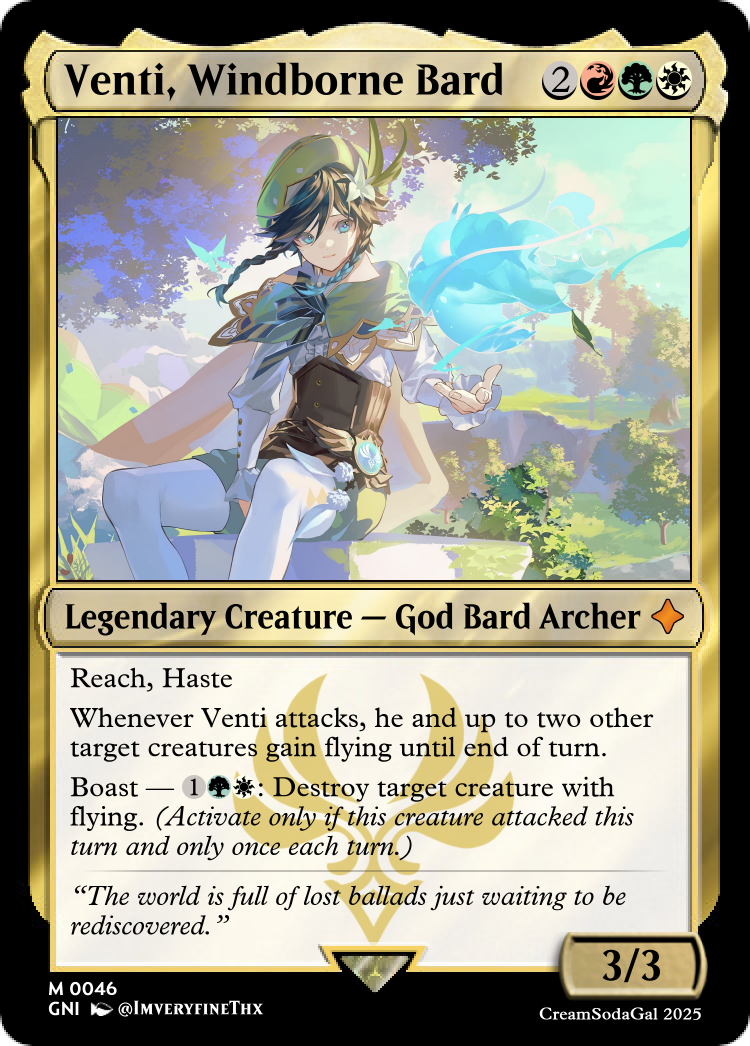 Venti, Windborne Bard 2
Legendary Creature — God Bard Archer
Reach, Haste
Whenever Venti attacks, he and up to two other
target creatures gain flying until end of turn.
Boast — 1 : Destroy target creature with
flying. (Activate only if this creature attacked this
turn and only once each turn.)
“The world is full of lost ballads just waiting to be
rediscovered.”
3/3
M 0046
GNI @ImveryfineThx
CreamSodaGal 2025